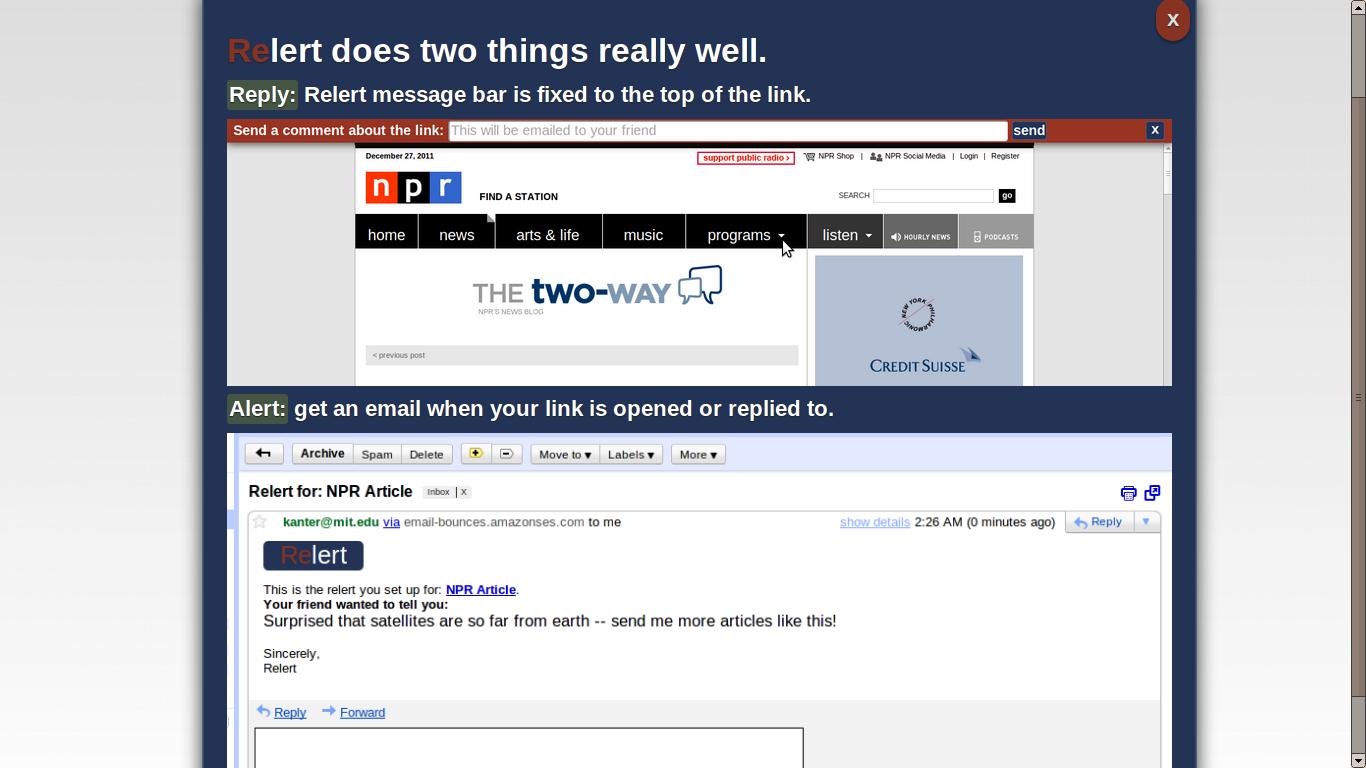 X
Relert does two things really well.
Reply: Relert message bar is fixed to the top of the link.
Send a comment about the link: This will be emailed to your friend send X
December 27, 2011 support public radio › NPR Shop | NPR Social Media | Login | Register
npr FIND A STATION SEARCH go
home news arts & life music programs listen HOURLY NEWS PODCASTS
THE TWO-WAY
NPR'S NEWS BLOG
NEW YORK PHILHARMONIC
< previous post
CREDIT SUISSE
Alert: get an email when your link is opened or replied to.
Archive Spam Delete Move to ▾ Labels ▾ More ▾
Relert for: NPR Article Inbox | X
kanter@mit.edu via email-bounces.amazonses.com to me show details 2:26 AM (0 minutes ago) Reply
Relert
This is the relert you set up for: NPR Article.
Your friend wanted to tell you:
Surprised that satellites are so far from earth -- send me more articles like this!
Sincerely,
Relert
Reply Forward